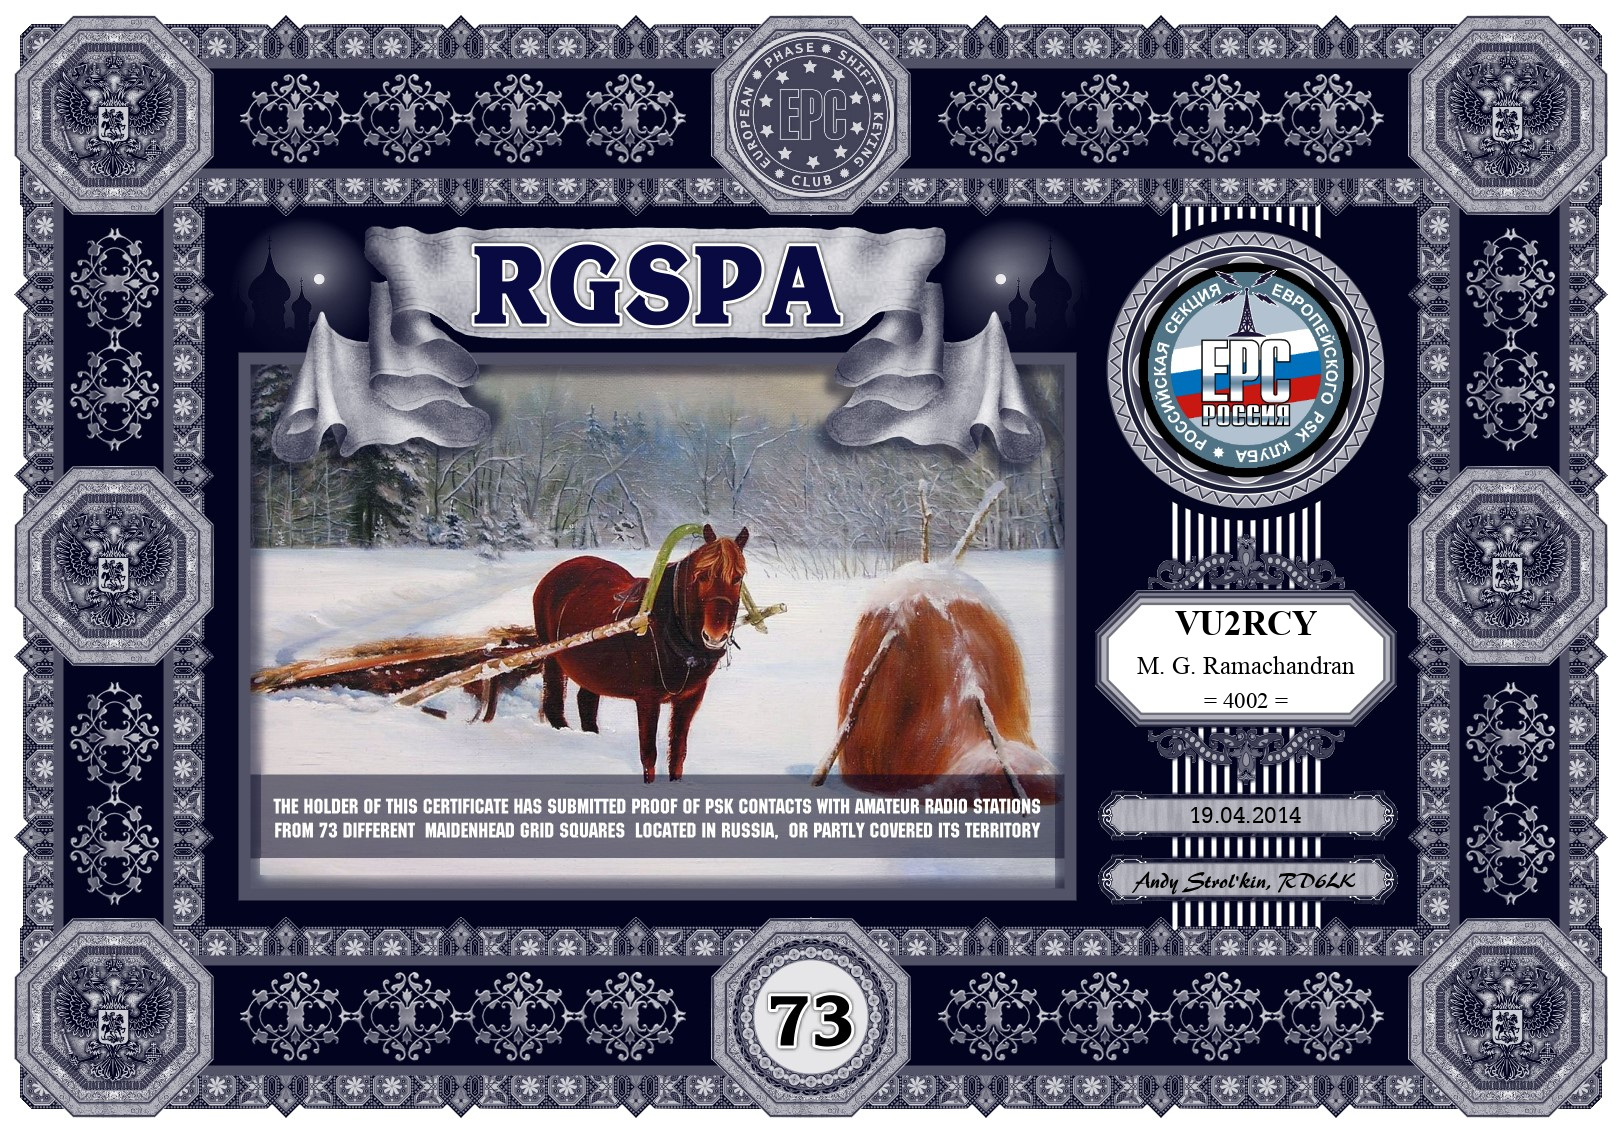 EUROPEAN PHASE SHIFT KEYING CLUB
EPC
RGSPA
РОССИЙСКАЯ СЕКЦИЯ ЕВРОПЕЙСКОГО PSK КЛУБА
EPC
РОССИЯ
VU2RCY
M. G. Ramachandran
= 4002 =
THE HOLDER OF THIS CERTIFICATE HAS SUBMITTED PROOF OF PSK CONTACTS WITH AMATEUR RADIO STATIONS
FROM 73 DIFFERENT MAIDENHEAD GRID SQUARES LOCATED IN RUSSIA, OR PARTLY COVERED ITS TERRITORY
19.04.2014
Andy Strol'kin, RD6LK
73